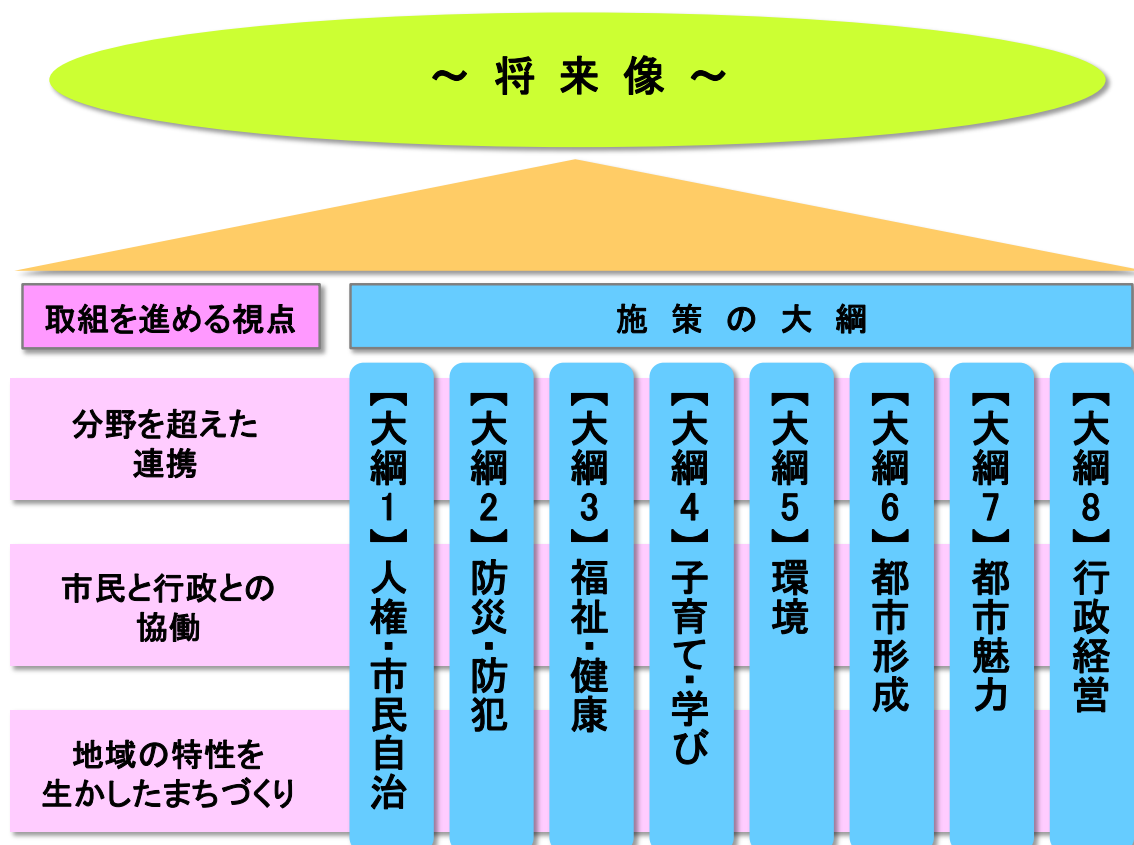 ～ 将 来 像 ～
取組を進める視点
施 策 の 大 綱
分野を超えた
連携
市民と行政との
協働
地域の特性を
生かしたまちづくり
【大綱1】人権・市民自治
【大綱2】防災・防犯
【大綱3】福祉・健康
【大綱4】子育て・学び
【大綱5】環境
【大綱6】都市形成
【大綱7】都市魅力
【大綱8】行政経営